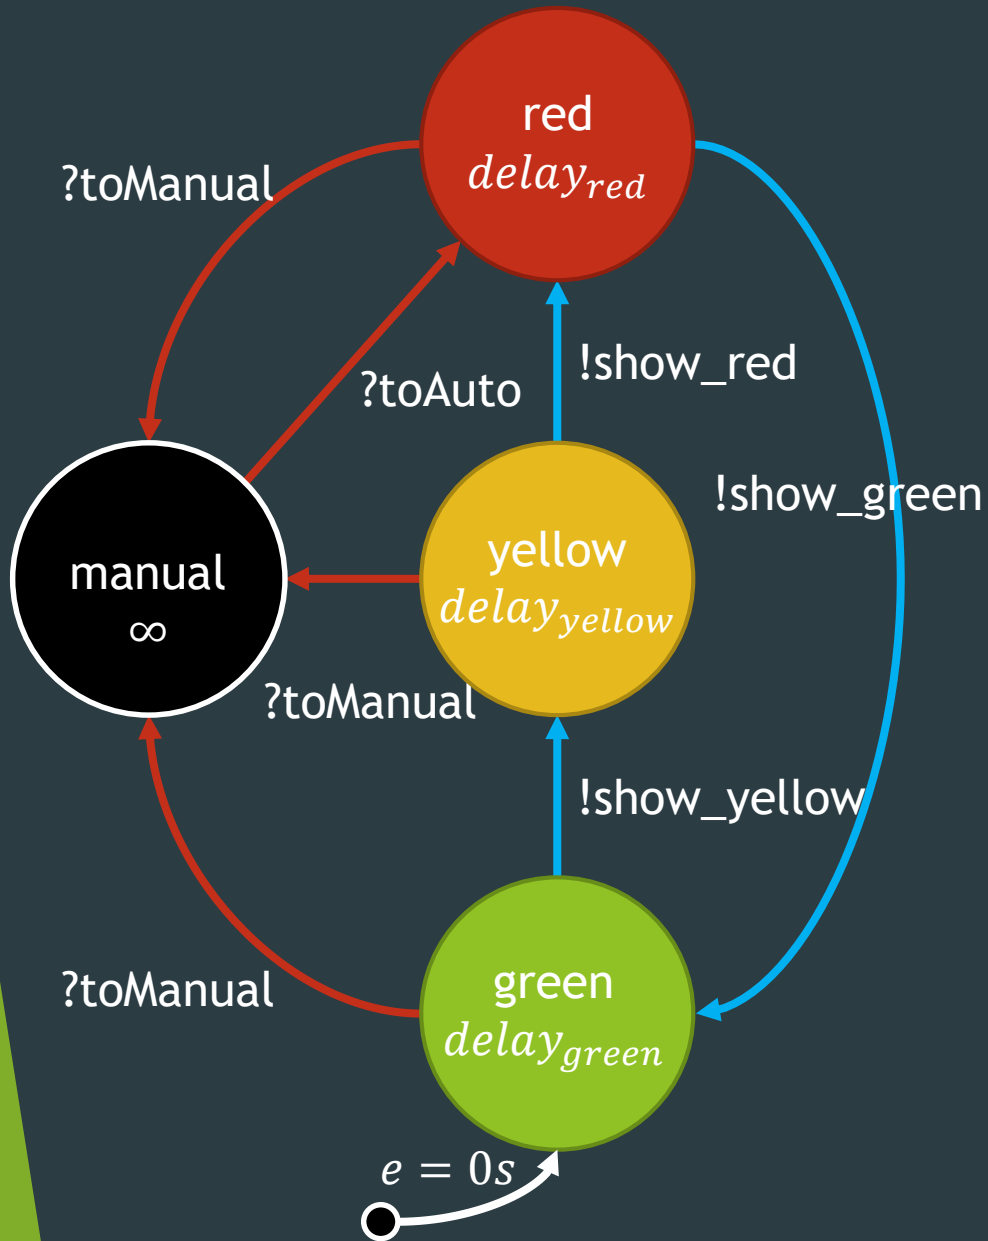 red
delay_red
?toManual
!show_red
?toAuto
!show_green
yellow
delay_yellow
manual
∞
?toManual
!show_yellow
green
delay_green
?toManual
e = 0s